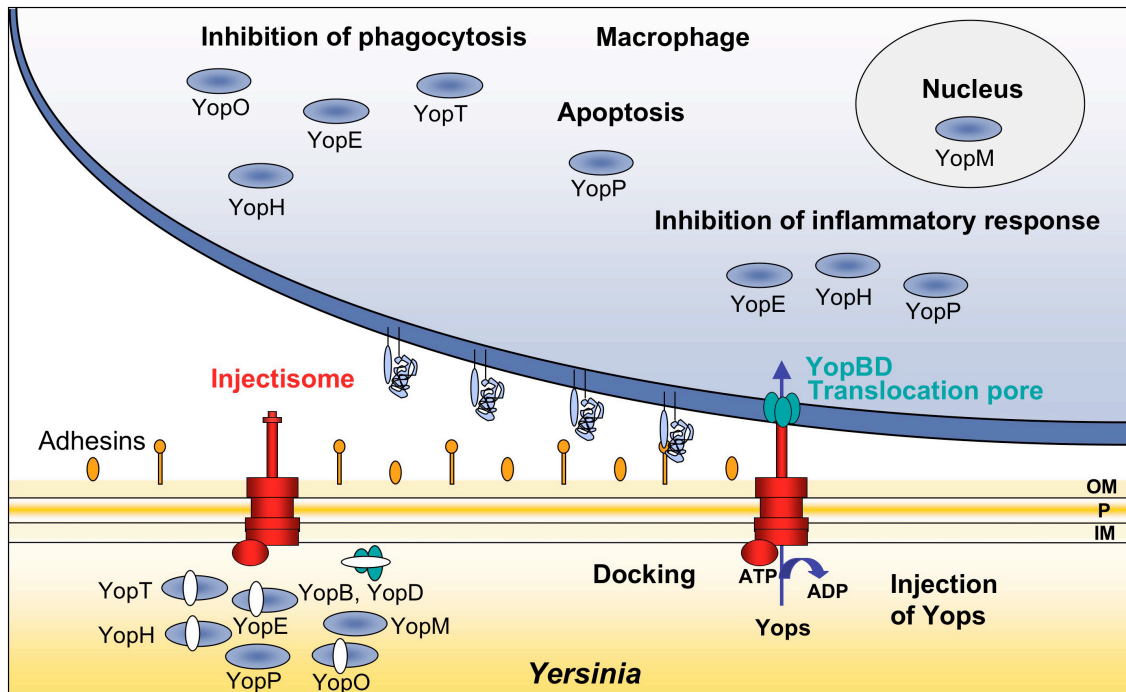 Inhibition of phagocytosis
Macrophage
YopO
YopE
YopT
YopH
Apoptosis
YopP
Nucleus
YopM
Inhibition of inflammatory response
YopE
YopH
YopP
Injectisome
YopBD
Translocation pore
Adhesins
OM
P
IM
YopT
YopE
YopB, YopD
YopH
YopM
YopP
YopO
Docking
ATP
ADP
Yops
Injection
of Yops
Yersinia